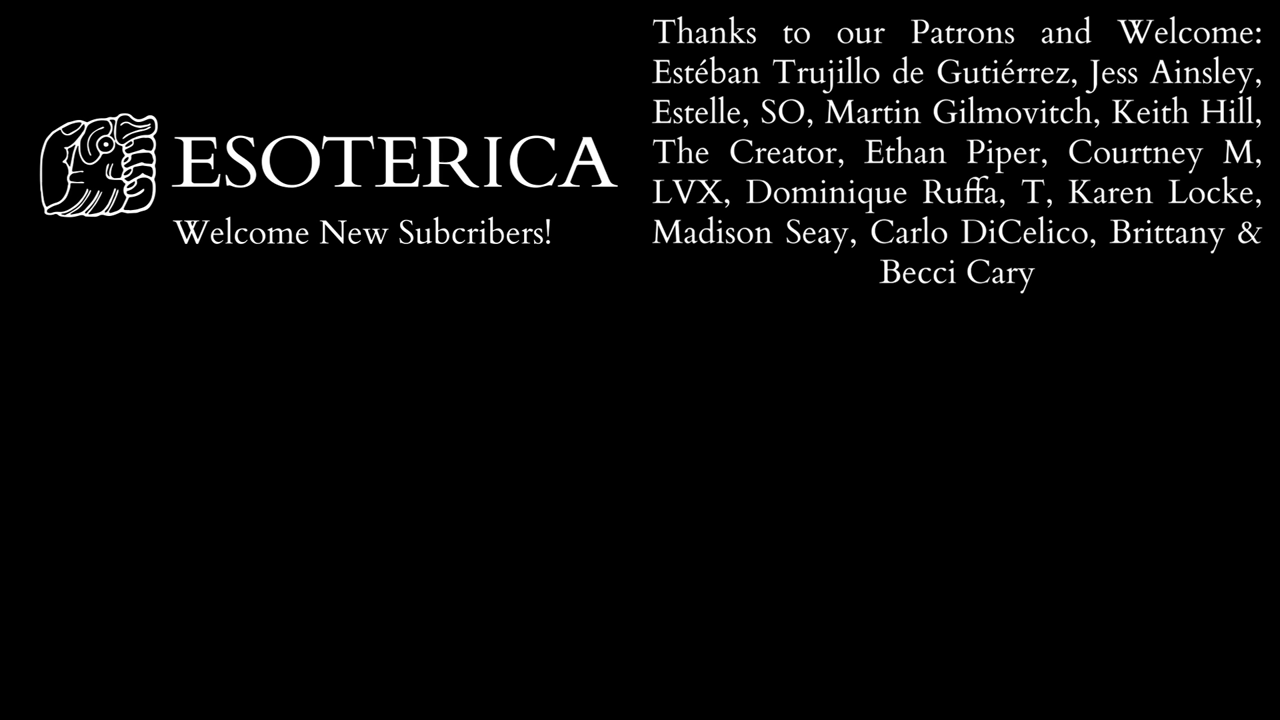 ESOTERICA
Welcome New Subcribers!
Thanks to our Patrons and Welcome:
Estéban Trujillo de Gutiérrez, Jess Ainsley,
Estelle, SO, Martin Gilmovitch, Keith Hill,
The Creator, Ethan Piper, Courtney M,
LVX, Dominique Ruffa, T, Karen Locke,
Madison Seay, Carlo DiCelico, Brittany &
Becci Cary